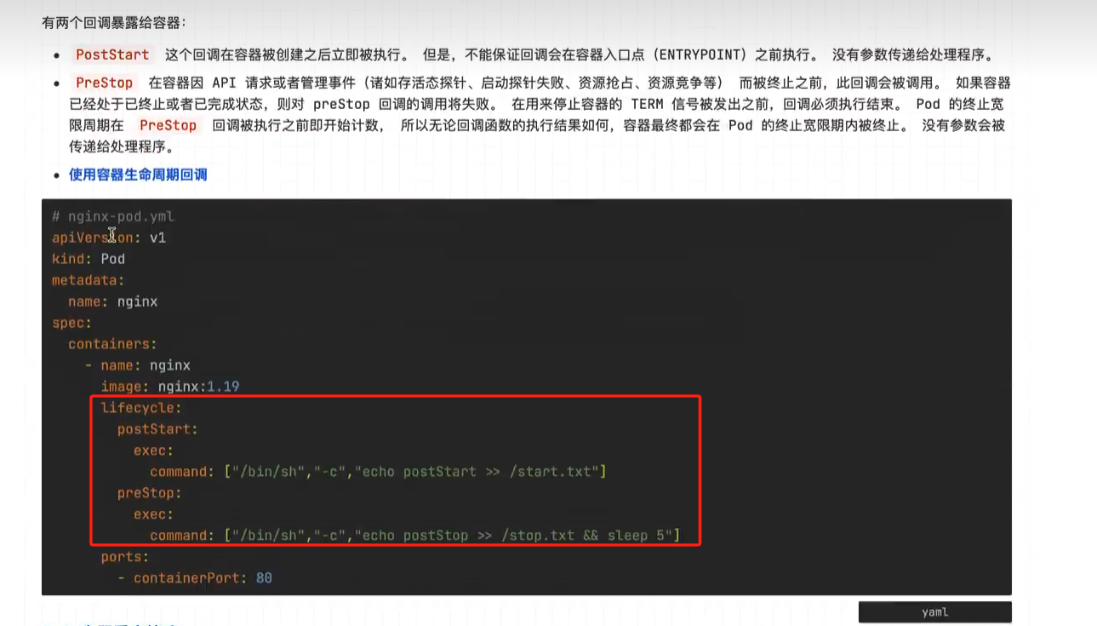 有两个回调暴露给容器:
• PostStart 这个回调在容器被创建之后立即被执行。 但是，不能保证回调会在容器入口点（ENTRYPOINT）之前执行。 没有参数传递给处理程序。
• PreStop 在容器因 API 请求或者管理事件（诸如存活态探针、启动探针失败、资源抢占、资源竞争等） 而被终止之前，此回调会被调用。 如果容器
已经处于已终止或者已完成状态，则对 preStop 回调的调用将失败。 在用来停止容器的 TERM 信号被发出之前，回调必须执行结束。 Pod 的终止宽
限周期在 PreStop 回调被执行之前即开始计数， 所以无论回调函数的执行结果如何，容器最终都会在 Pod 的终止宽限期内被终止。 没有参数会被
传递给处理程序。
• 使用容器生命周期回调
# nginx-pod.yml
apiVersion: v1
kind: Pod
metadata:
  name: nginx
spec:
  containers:
    - name: nginx
      image: nginx:1.19
      lifecycle:
        postStart:
          exec:
            command: ["/bin/sh","-c","echo postStart >> /start.txt"]
        preStop:
          exec:
            command: ["/bin/sh","-c","echo postStop >> /stop.txt && sleep 5"]
      ports:
        - containerPort: 80
yaml